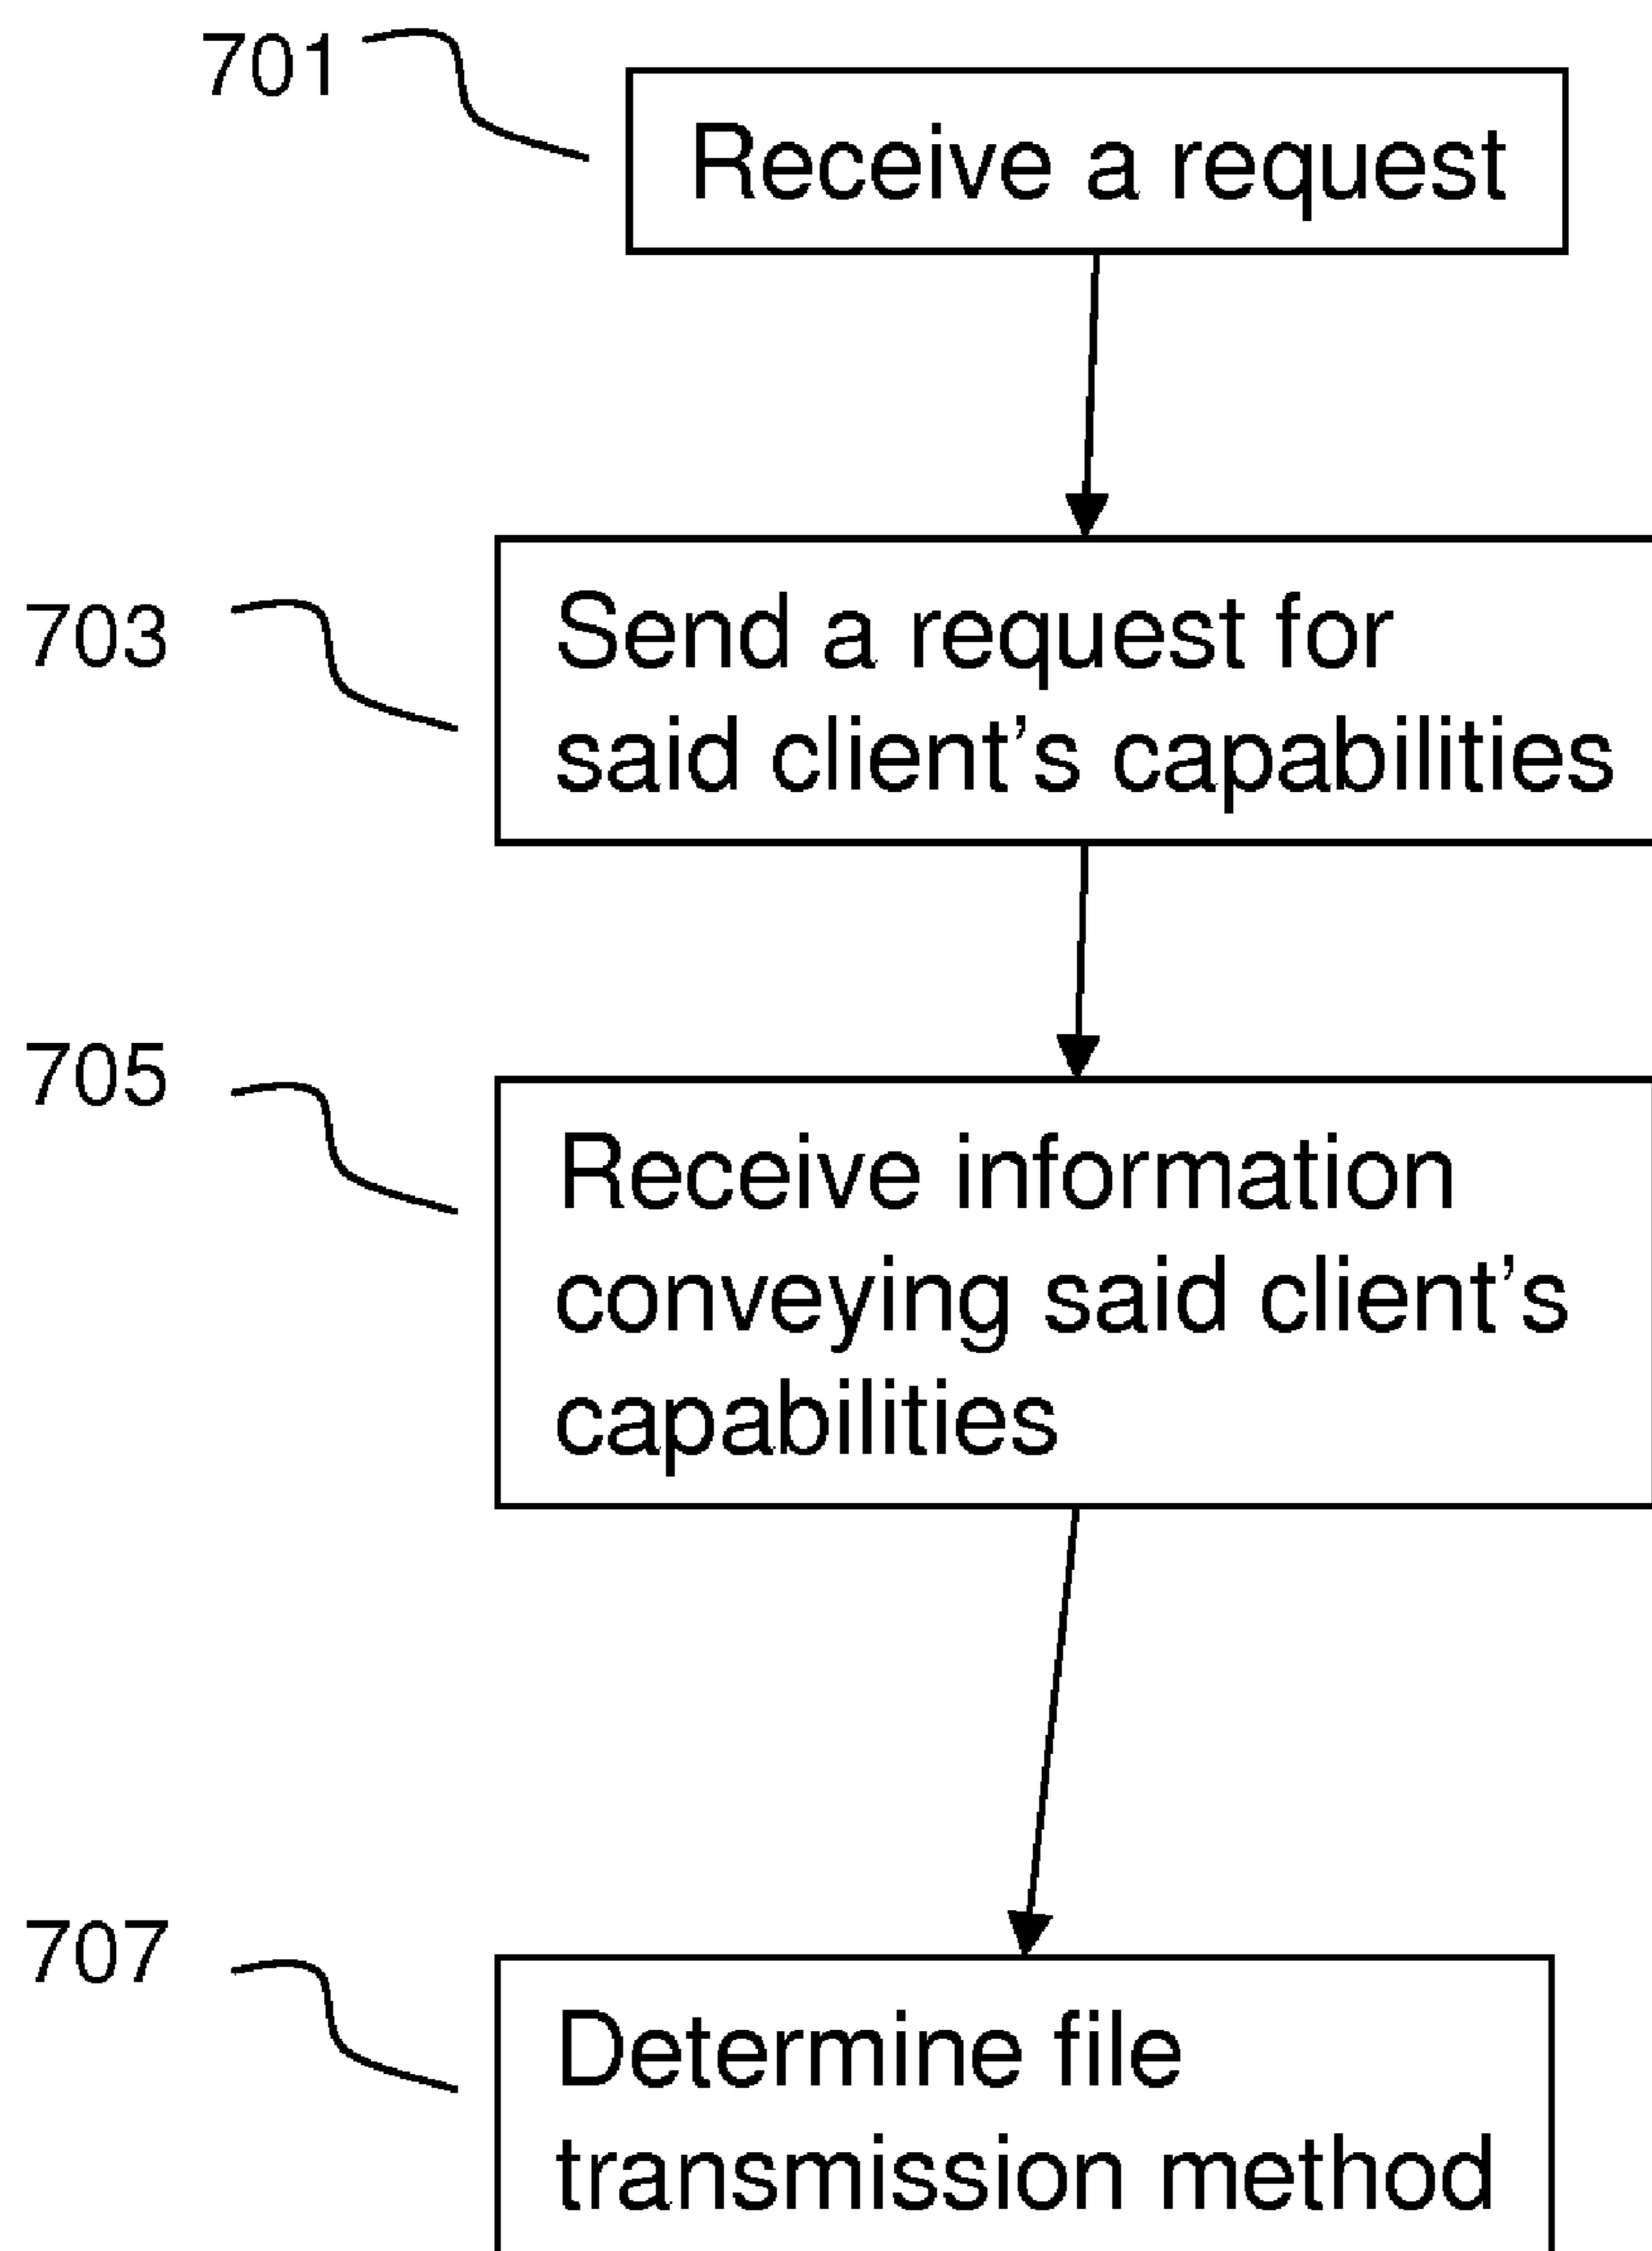 701
Receive a request
703
Send a request for
said client's capabilities
705
Receive information
conveying said client's
capabilities
707
Determine file
transmission method